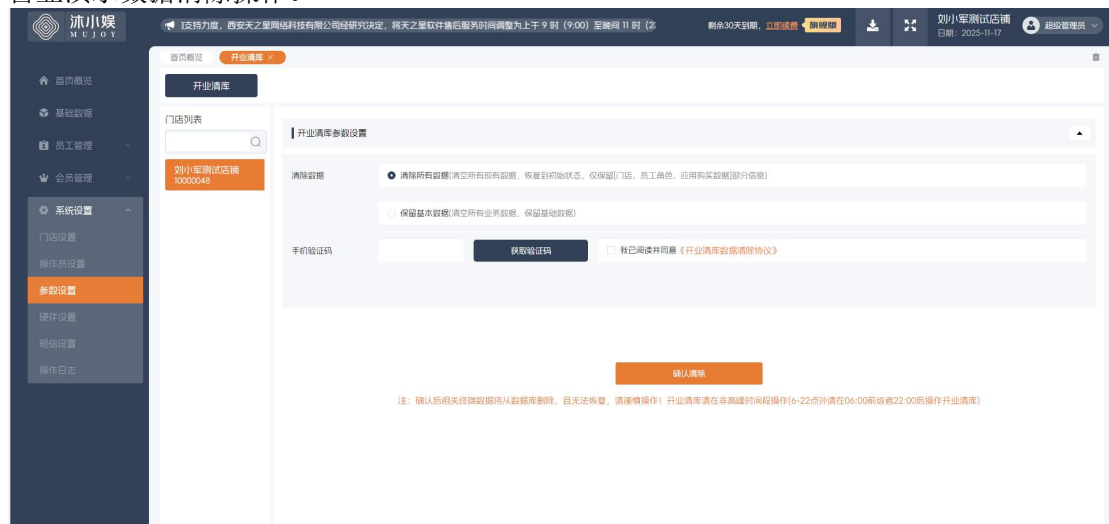 沐小娱
MUJOY
支持力度，西安天之星网络科技有限公司经研究决定，将天之星软件售后服务时间调整为上午 9 时 (9:00) 至晚间 11 时 (2
剩余30天到期, 立即续费 旗舰版
刘小军测试店铺
日期: 2025-11-17
超级管理员
首页概览
开业清库 ×
首页概览
基础数据
员工管理
会员管理
系统设置
门店设置
操作员设置
参数设置
硬件设置
短信设置
操作日志
开业清库
门店列表
刘小军测试店铺
10000048
开业清库参数设置
清除数据
清除所有数据(清空所有现有数据，恢复到初始状态，仅保留[门店、员工角色、应用购买数据]部分信息)
保留基本数据(清空所有业务数据，保留基础数据)
手机验证码
获取验证码
我已阅读并同意《开业清库数据清除协议》
确认清除
注：确认后相关终端数据将从数据库删除，且无法恢复，请谨慎操作！开业清库请在非高峰时间段操作(6-22点外请在06:00前或者22:00后操作开业清库)